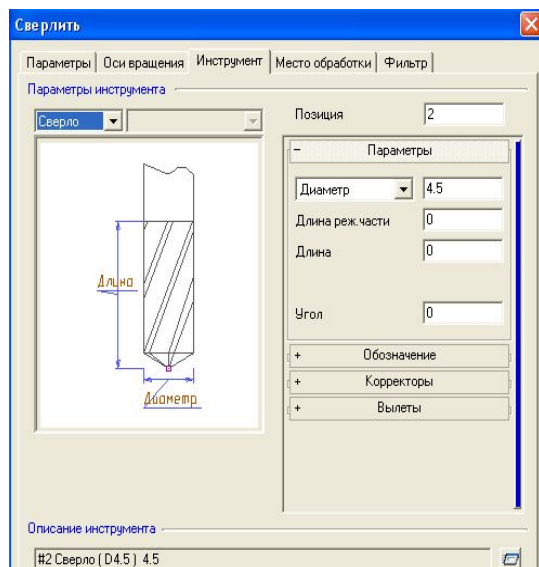 Сверлить
Параметры Оси вращения Инструмент Место обработки Фильтр
Параметры инструмента
Сверло
Позиция 2
− Параметры
Диаметр 4.5
Длина реж.части 0
Длина 0
Угол 0
+ Обозначение
+ Корректоры
+ Вылеты
Длина
Диаметр
Описание инструмента
#2 Сверло ( D4.5 ) 4.5